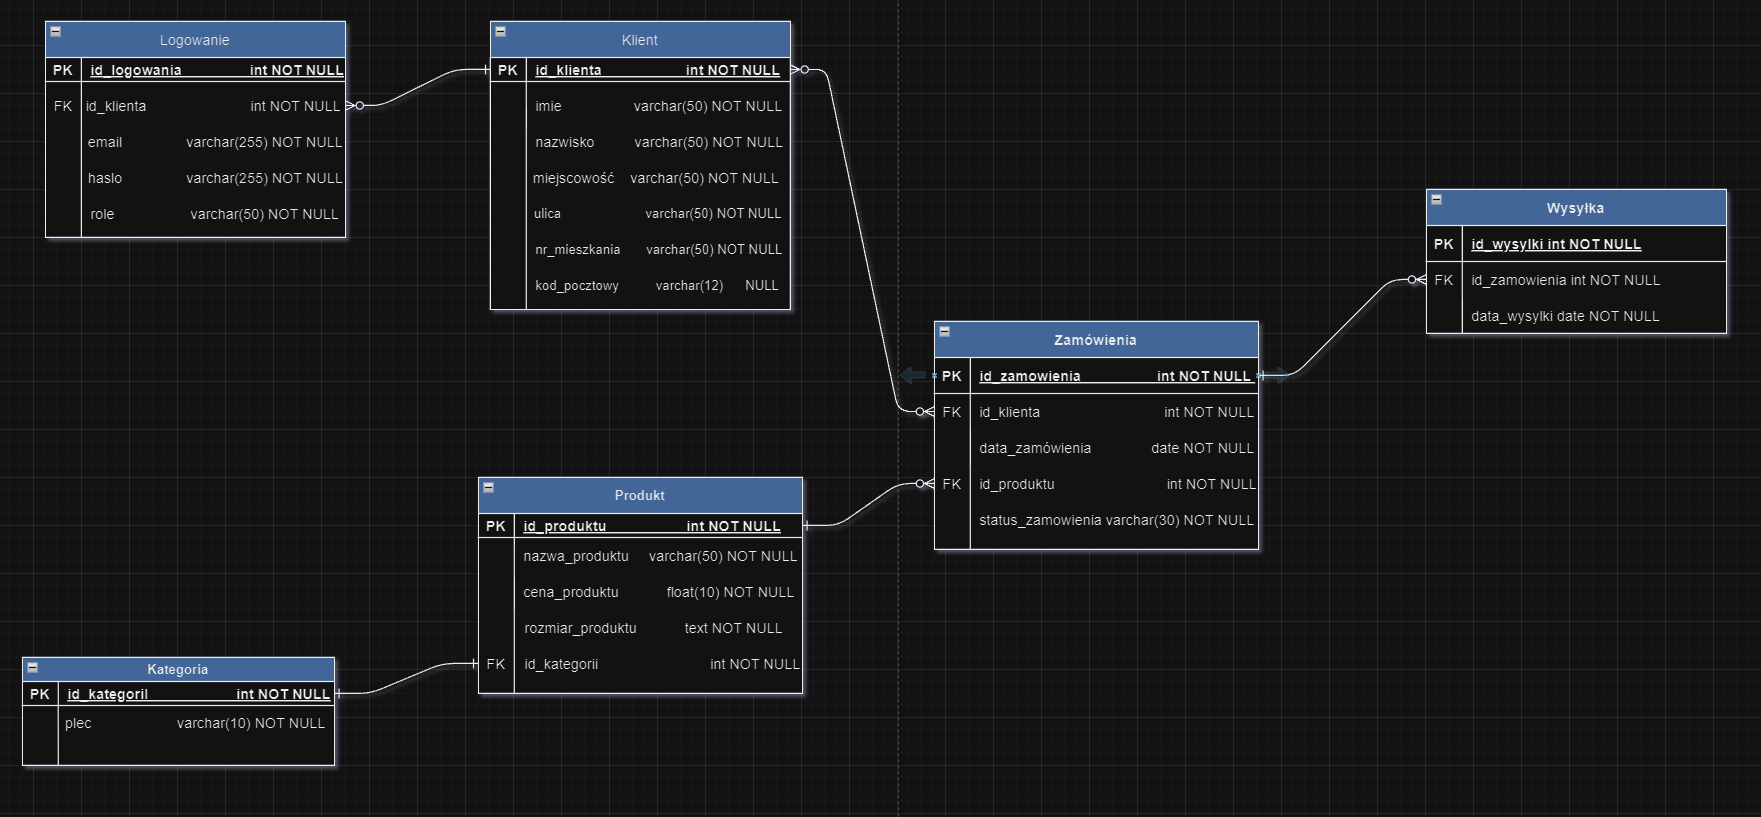 Logowanie
PK id_logowania int NOT NULL
FK id_klienta int NOT NULL
email varchar(255) NOT NULL
haslo varchar(255) NOT NULL
role varchar(50) NOT NULL
Klient
PK id_klienta int NOT NULL
imie varchar(50) NOT NULL
nazwisko varchar(50) NOT NULL
miejscowość varchar(50) NOT NULL
ulica varchar(50) NOT NULL
nr_mieszkania varchar(50) NOT NULL
kod_pocztowy varchar(12) NULL
Wysyłka
PK id_wysylki int NOT NULL
FK id_zamowienia int NOT NULL
data_wysylki date NOT NULL
Zamówienia
PK id_zamowienia int NOT NULL
FK id_klienta int NOT NULL
data_zamówienia date NOT NULL
FK id_produktu int NOT NULL
status_zamowienia varchar(30) NOT NULL
Produkt
PK id_produktu int NOT NULL
nazwa_produktu varchar(50) NOT NULL
cena_produktu float(10) NOT NULL
rozmiar_produktu text NOT NULL
FK id_kategorii int NOT NULL
Kategoria
PK id_kategoriI int NOT NULL
plec varchar(10) NOT NULL